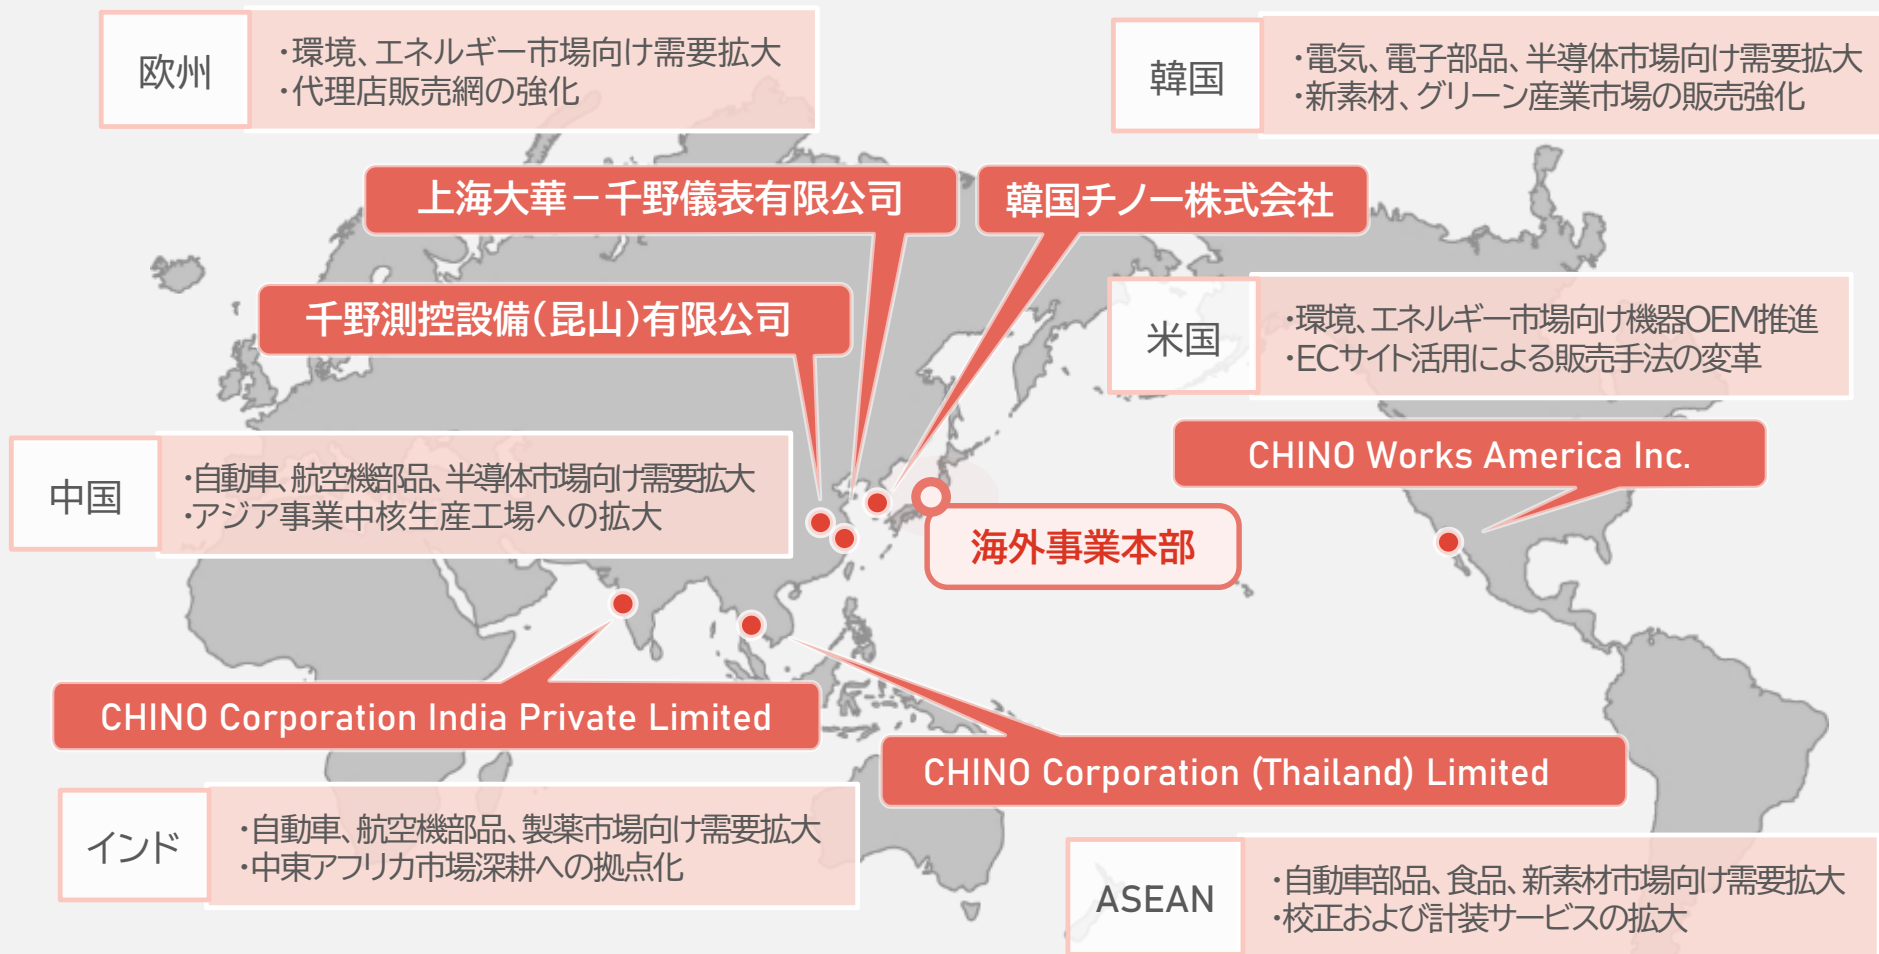 欧州
・環境、エネルギー市場向け需要拡大
・代理店販売網の強化
韓国
・電気、電子部品、半導体市場向け需要拡大
・新素材、グリーン産業市場の販売強化
上海大華－千野儀表有限公司
韓国チノー株式会社
千野測控設備（昆山）有限公司
米国
・環境、エネルギー市場向け機器OEM推進
・ECサイト活用による販売手法の変革
CHINO Works America Inc.
中国
・自動車、航空機部品、半導体市場向け需要拡大
・アジア事業中核生産工場への拡大
海外事業本部
CHINO Corporation India Private Limited
CHINO Corporation (Thailand) Limited
インド
・自動車、航空機部品、製薬市場向け需要拡大
・中東アフリカ市場深耕への拠点化
ASEAN
・自動車部品、食品、新素材市場向け需要拡大
・校正および計装サービスの拡大